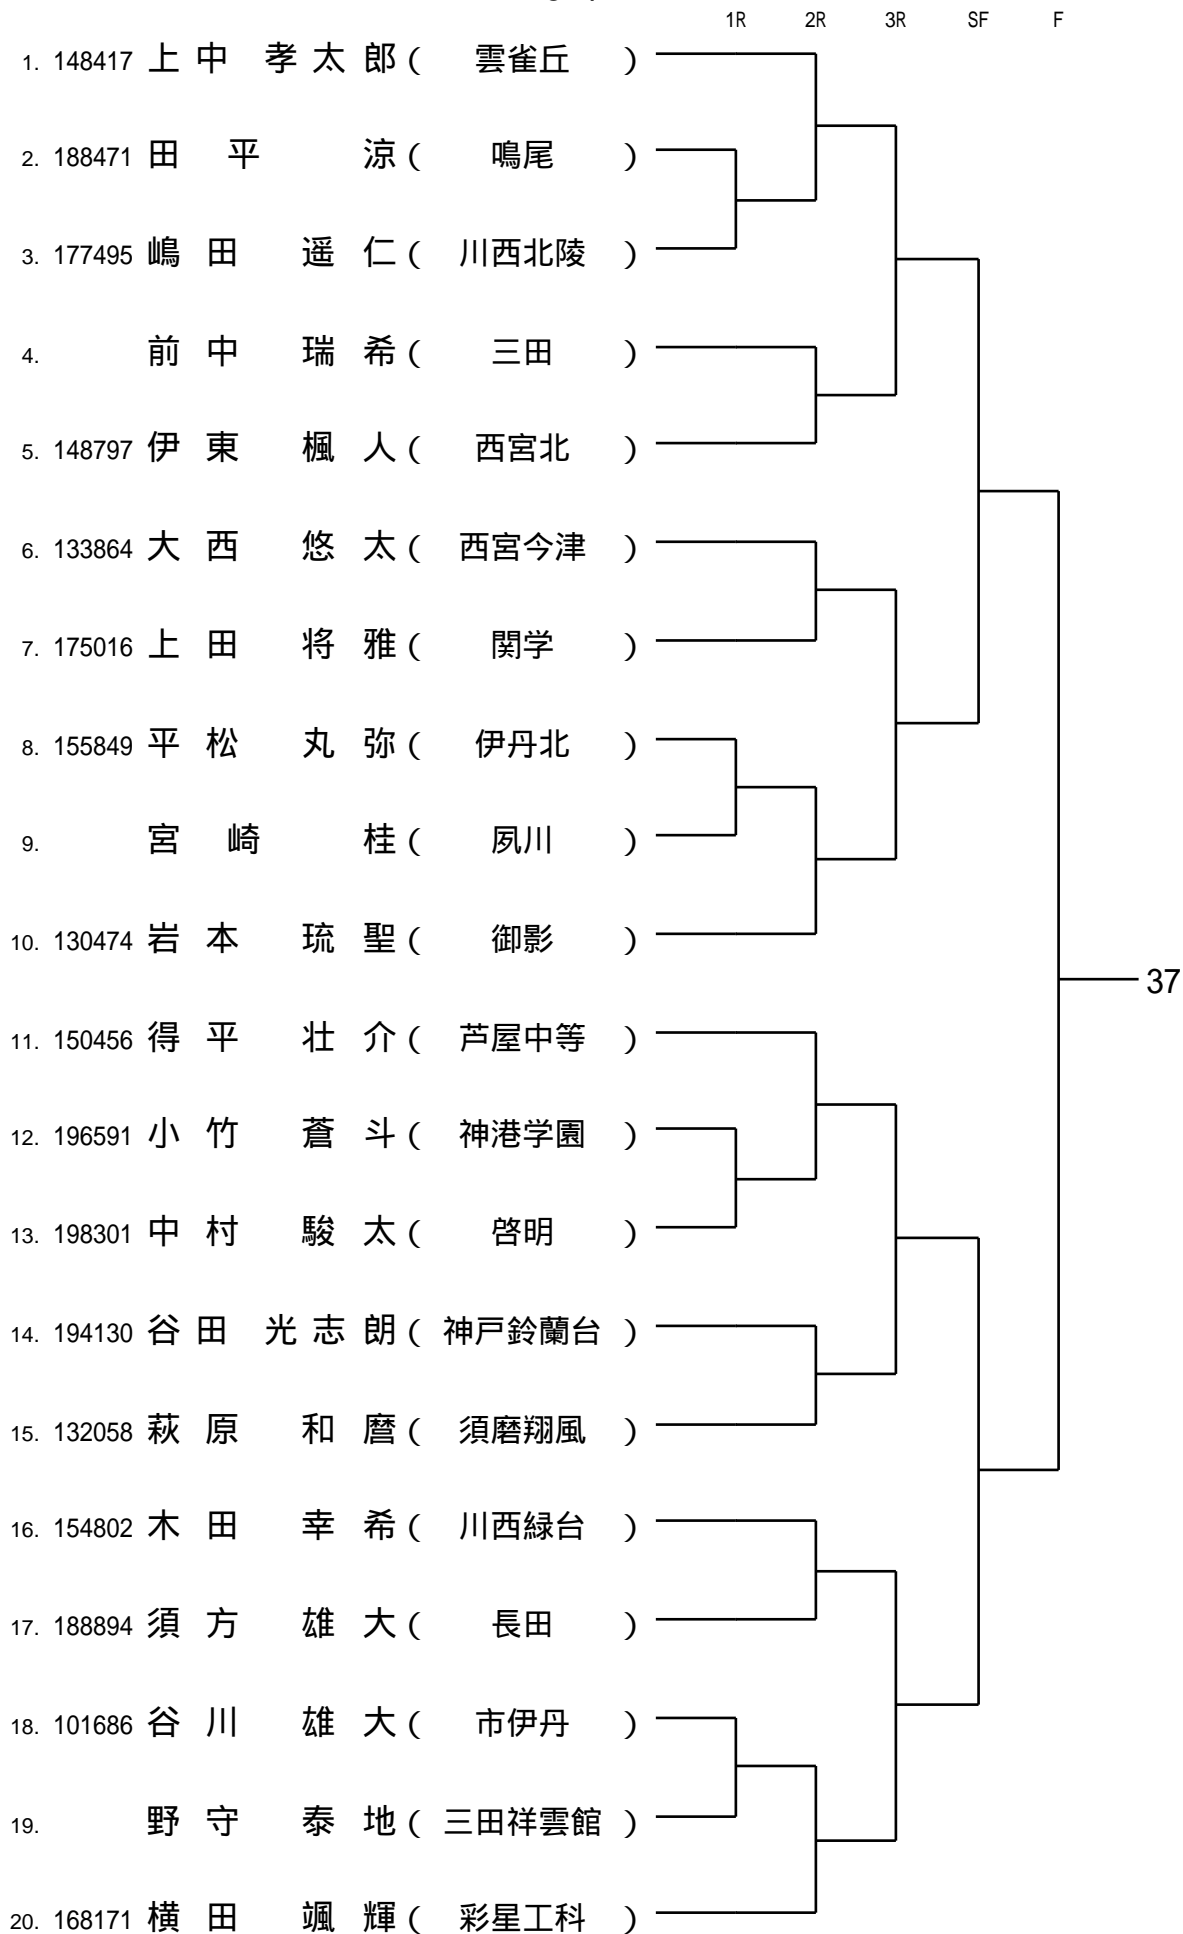 1R 2R 3R SF F
1. 148417 上中 孝太郎 ( 雲雀丘 )
2. 188471 田平 涼 ( 鳴尾 )
3. 177495 嶋田 遥仁 ( 川西北陵 )
4. 前中 瑞希 ( 三田 )
5. 148797 伊東 楓人 ( 西宮北 )
6. 133864 大西 悠太 ( 西宮今津 )
7. 175016 上田 将雅 ( 関学 )
8. 155849 平松 丸弥 ( 伊丹北 )
9. 宮崎 桂 ( 夙川 )
10. 130474 岩本 琉聖 ( 御影 )
37
11. 150456 得平 壮介 ( 芦屋中等 )
12. 196591 小竹 蒼斗 ( 神港学園 )
13. 198301 中村 駿太 ( 啓明 )
14. 194130 谷田 光志朗 ( 神戸鈴蘭台 )
15. 132058 萩原 和麿 ( 須磨翔風 )
16. 154802 木田 幸希 ( 川西緑台 )
17. 188894 須方 雄大 ( 長田 )
18. 101686 谷川 雄大 ( 市伊丹 )
19. 野守 泰地 ( 三田祥雲館 )
20. 168171 横田 颯輝 ( 彩星工科 )